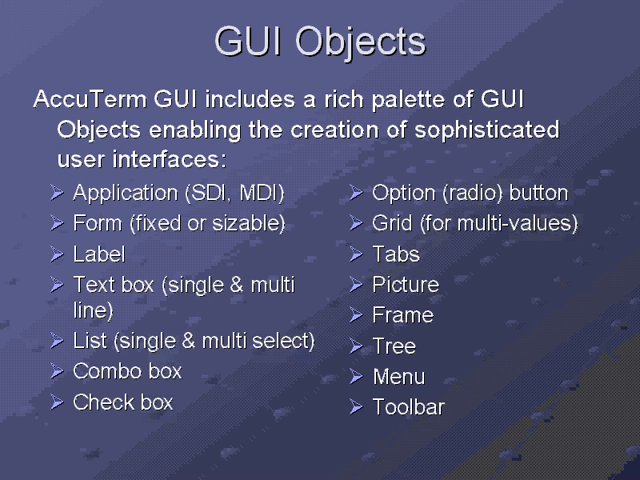 GUI Objects
AccuTerm GUI includes a rich palette of GUI
Objects enabling the creation of sophisticated
user interfaces:
Application (SDI, MDI)
Form (fixed or sizable)
Label
Text box (single & multi
line)
List (single & multi select)
Combo box
Check box
Option (radio) button
Grid (for multi-values)
Tabs
Picture
Frame
Tree
Menu
Toolbar